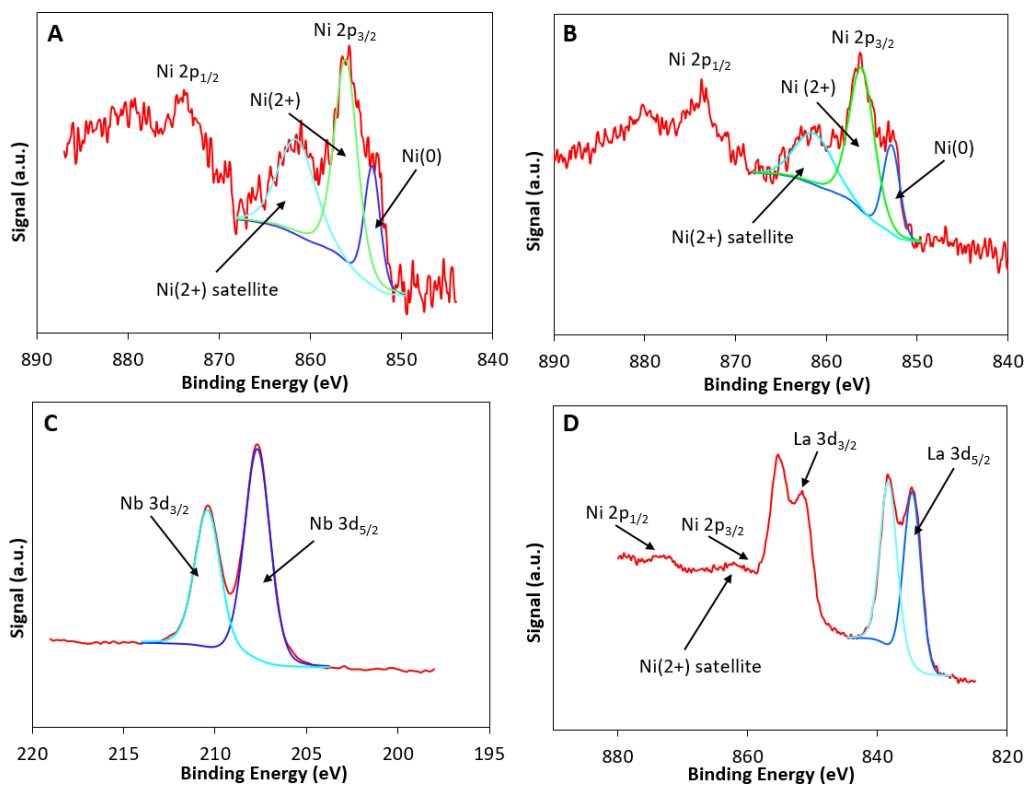 A
Ni 2p3/2
Ni 2p1/2
Ni(2+)
Ni(0)
Ni(2+) satellite
Signal (a.u.)
890 880 870 860 850 840
Binding Energy (eV)
B
Ni 2p3/2
Ni 2p1/2
Ni (2+)
Ni(0)
Ni(2+) satellite
Signal (a.u.)
890 880 870 860 850 840
Binding Energy (eV)
C
Nb 3d3/2
Nb 3d5/2
Signal (a.u.)
220 215 210 205 200 195
Binding Energy (eV)
D
La 3d3/2
La 3d5/2
Ni 2p1/2
Ni 2p3/2
Ni(2+) satellite
Signal (a.u.)
880 860 840 820
Binding Energy (eV)